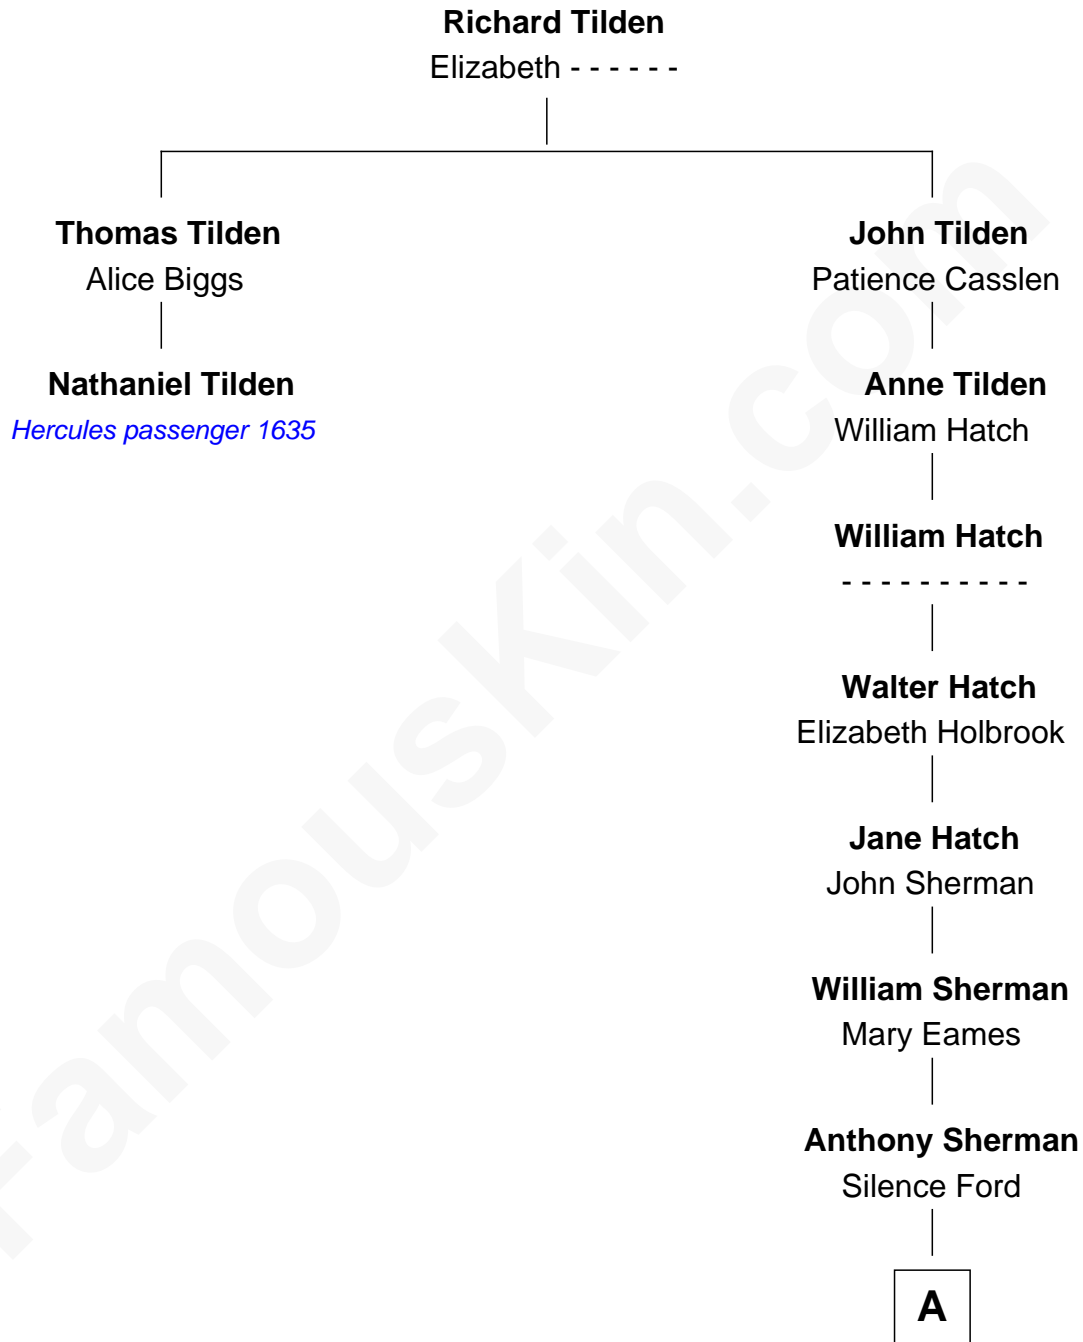 Richard Tilden
Elizabeth - - - - - -
Thomas Tilden
Alice Biggs
John Tilden
Patience Casslen
Nathaniel Tilden
Hercules passenger 1635
Anne Tilden
William Hatch
William Hatch
- - - - - - - - - -
Walter Hatch
Elizabeth Holbrook
Jane Hatch
John Sherman
William Sherman
Mary Eames
Anthony Sherman
Silence Ford
A
FamousKin.com